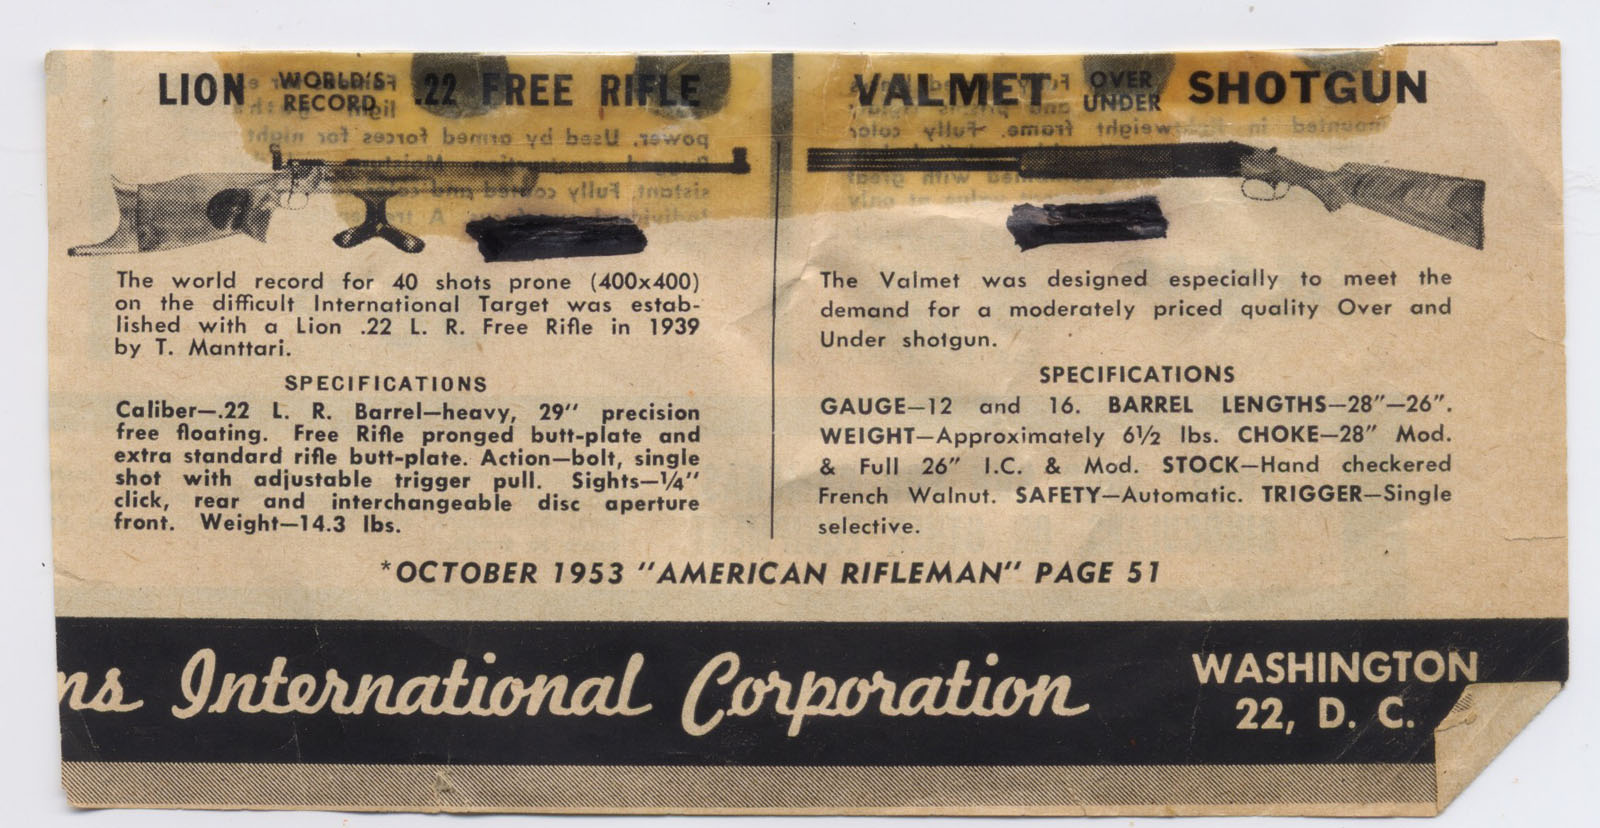 LION WORLD'S RECORD .22 FREE RIFLE
The world record for 40 shots prone (400x400)
on the difficult International Target was estab-
lished with a Lion .22 L. R. Free Rifle in 1939
by T. Manttari.
SPECIFICATIONS
Caliber—.22 L. R. Barrel—heavy, 29″ precision
free floating. Free Rifle pronged butt-plate and
extra standard rifle butt-plate. Action—bolt, single
shot with adjustable trigger pull. Sights—¼″
click, rear and interchangeable disc aperture
front. Weight—14.3 lbs.
VALMET OVER UNDER SHOTGUN
The Valmet was designed especially to meet the
demand for a moderately priced quality Over and
Under shotgun.
SPECIFICATIONS
GAUGE—12 and 16. BARREL LENGTHS—28″—26″.
WEIGHT—Approximately 6½ lbs. CHOKE—28″ Mod.
& Full 26″ I.C. & Mod. STOCK—Hand checkered
French Walnut. SAFETY—Automatic. TRIGGER—Single
selective.
*OCTOBER 1953 "AMERICAN RIFLEMAN" PAGE 51
ns International Corporation
WASHINGTON
22, D. C.